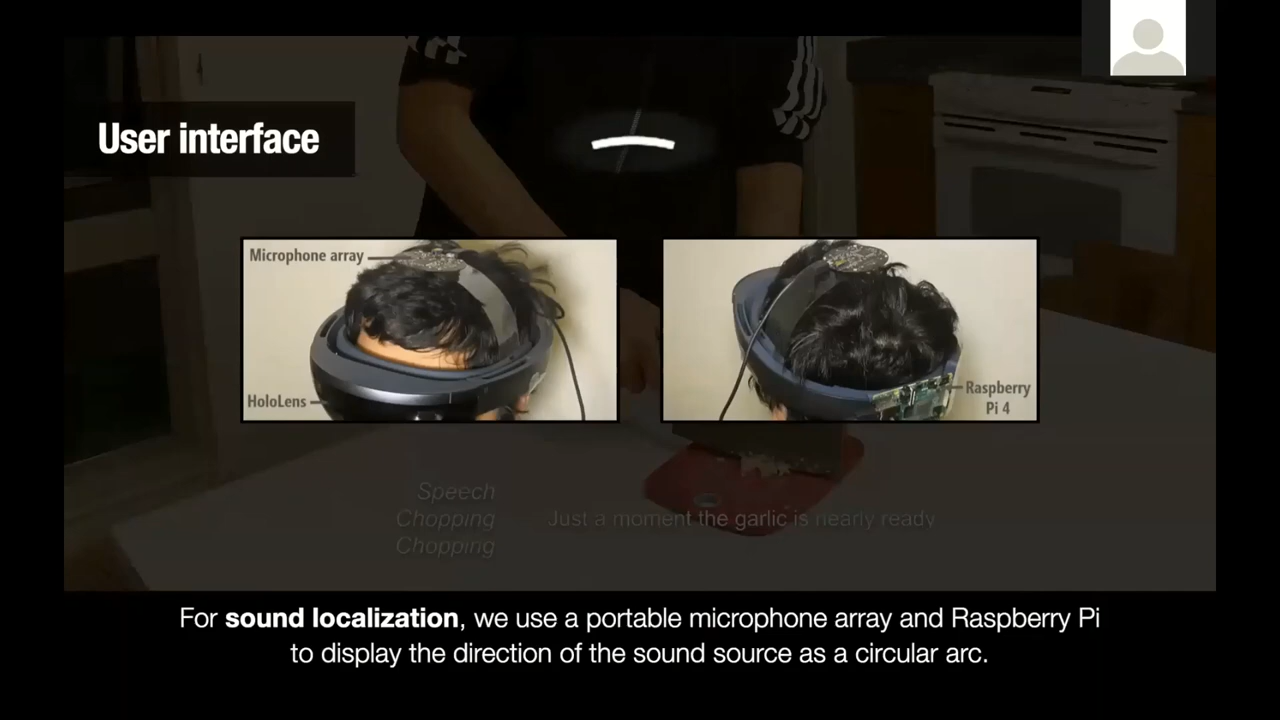 User interface
Microphone array
HoloLens
Raspberry
Pi 4
Speech
Chopping
Chopping
Just a moment the garlic is nearly ready
For sound localization, we use a portable microphone array and Raspberry Pi
to display the direction of the sound source as a circular arc.